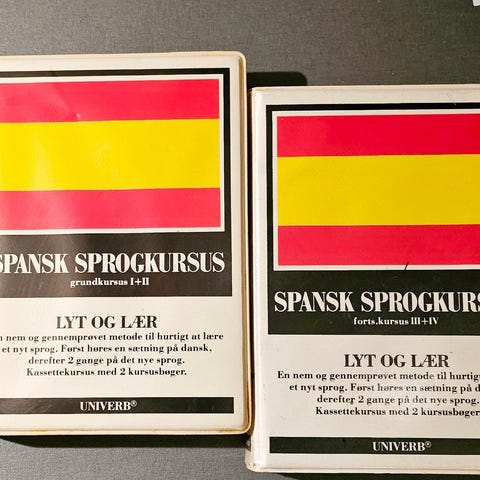 SPANSK SPROGKURSUS
grundkursus I+II
LYT OG LÆR
En nem og gennemprøvet metode til hurtigt at lære
et nyt sprog. Først høres en sætning på dansk,
derefter 2 gange på det nye sprog.
Kassettekursus med 2 kursusbøger.
UNIVERB®
SPANSK SPROGKURS
forts.kursus III+IV
LYT OG LÆR
En nem og gennemprøvet metode til hurtigt
et nyt sprog. Først høres en sætning på d
derefter 2 gange på det nye sprog.
Kassettekursus med 2 kursusbøger.
UNIVERB®